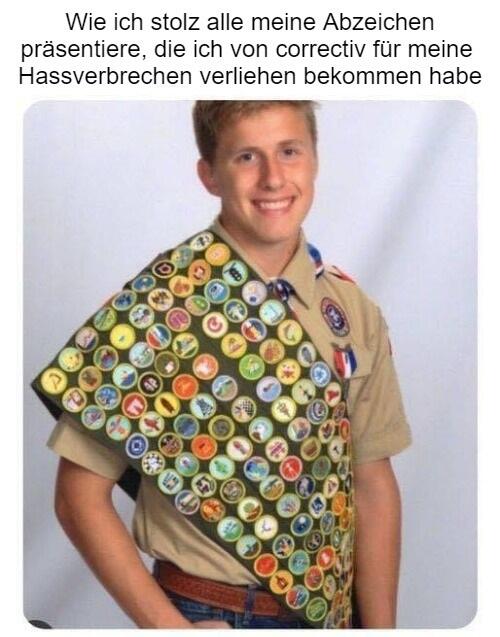 Wie ich stolz alle meine Abzeichen
präsentiere, die ich von correctiv für meine
Hassverbrechen verliehen bekommen habe